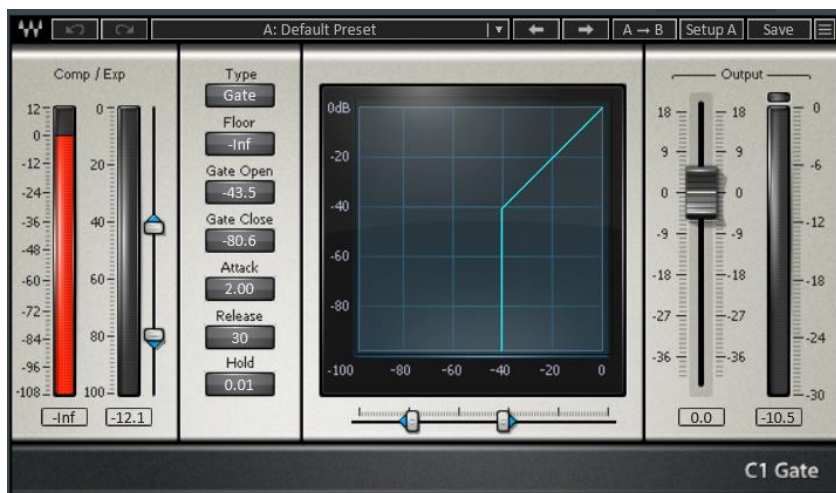 A: Default Preset
A → B
Setup A
Save
Comp / Exp
12
0
-12
-24
-36
-48
-60
-72
-84
-96
-108
-Inf
0
20
40
60
80
100
-12.1
Type
Gate
Floor
-Inf
Gate Open
-43.5
Gate Close
-80.6
Attack
2.00
Release
30
Hold
0.01
0dB
-20
-40
-60
-80
-100 -80 -60 -40 -20 0
Output
18 18
9 9
0 0
-9 -9
-18 -18
-27 -27
-36 -36
0.0
0
-6
-12
-18
-24
-30
-10.5
C1 Gate